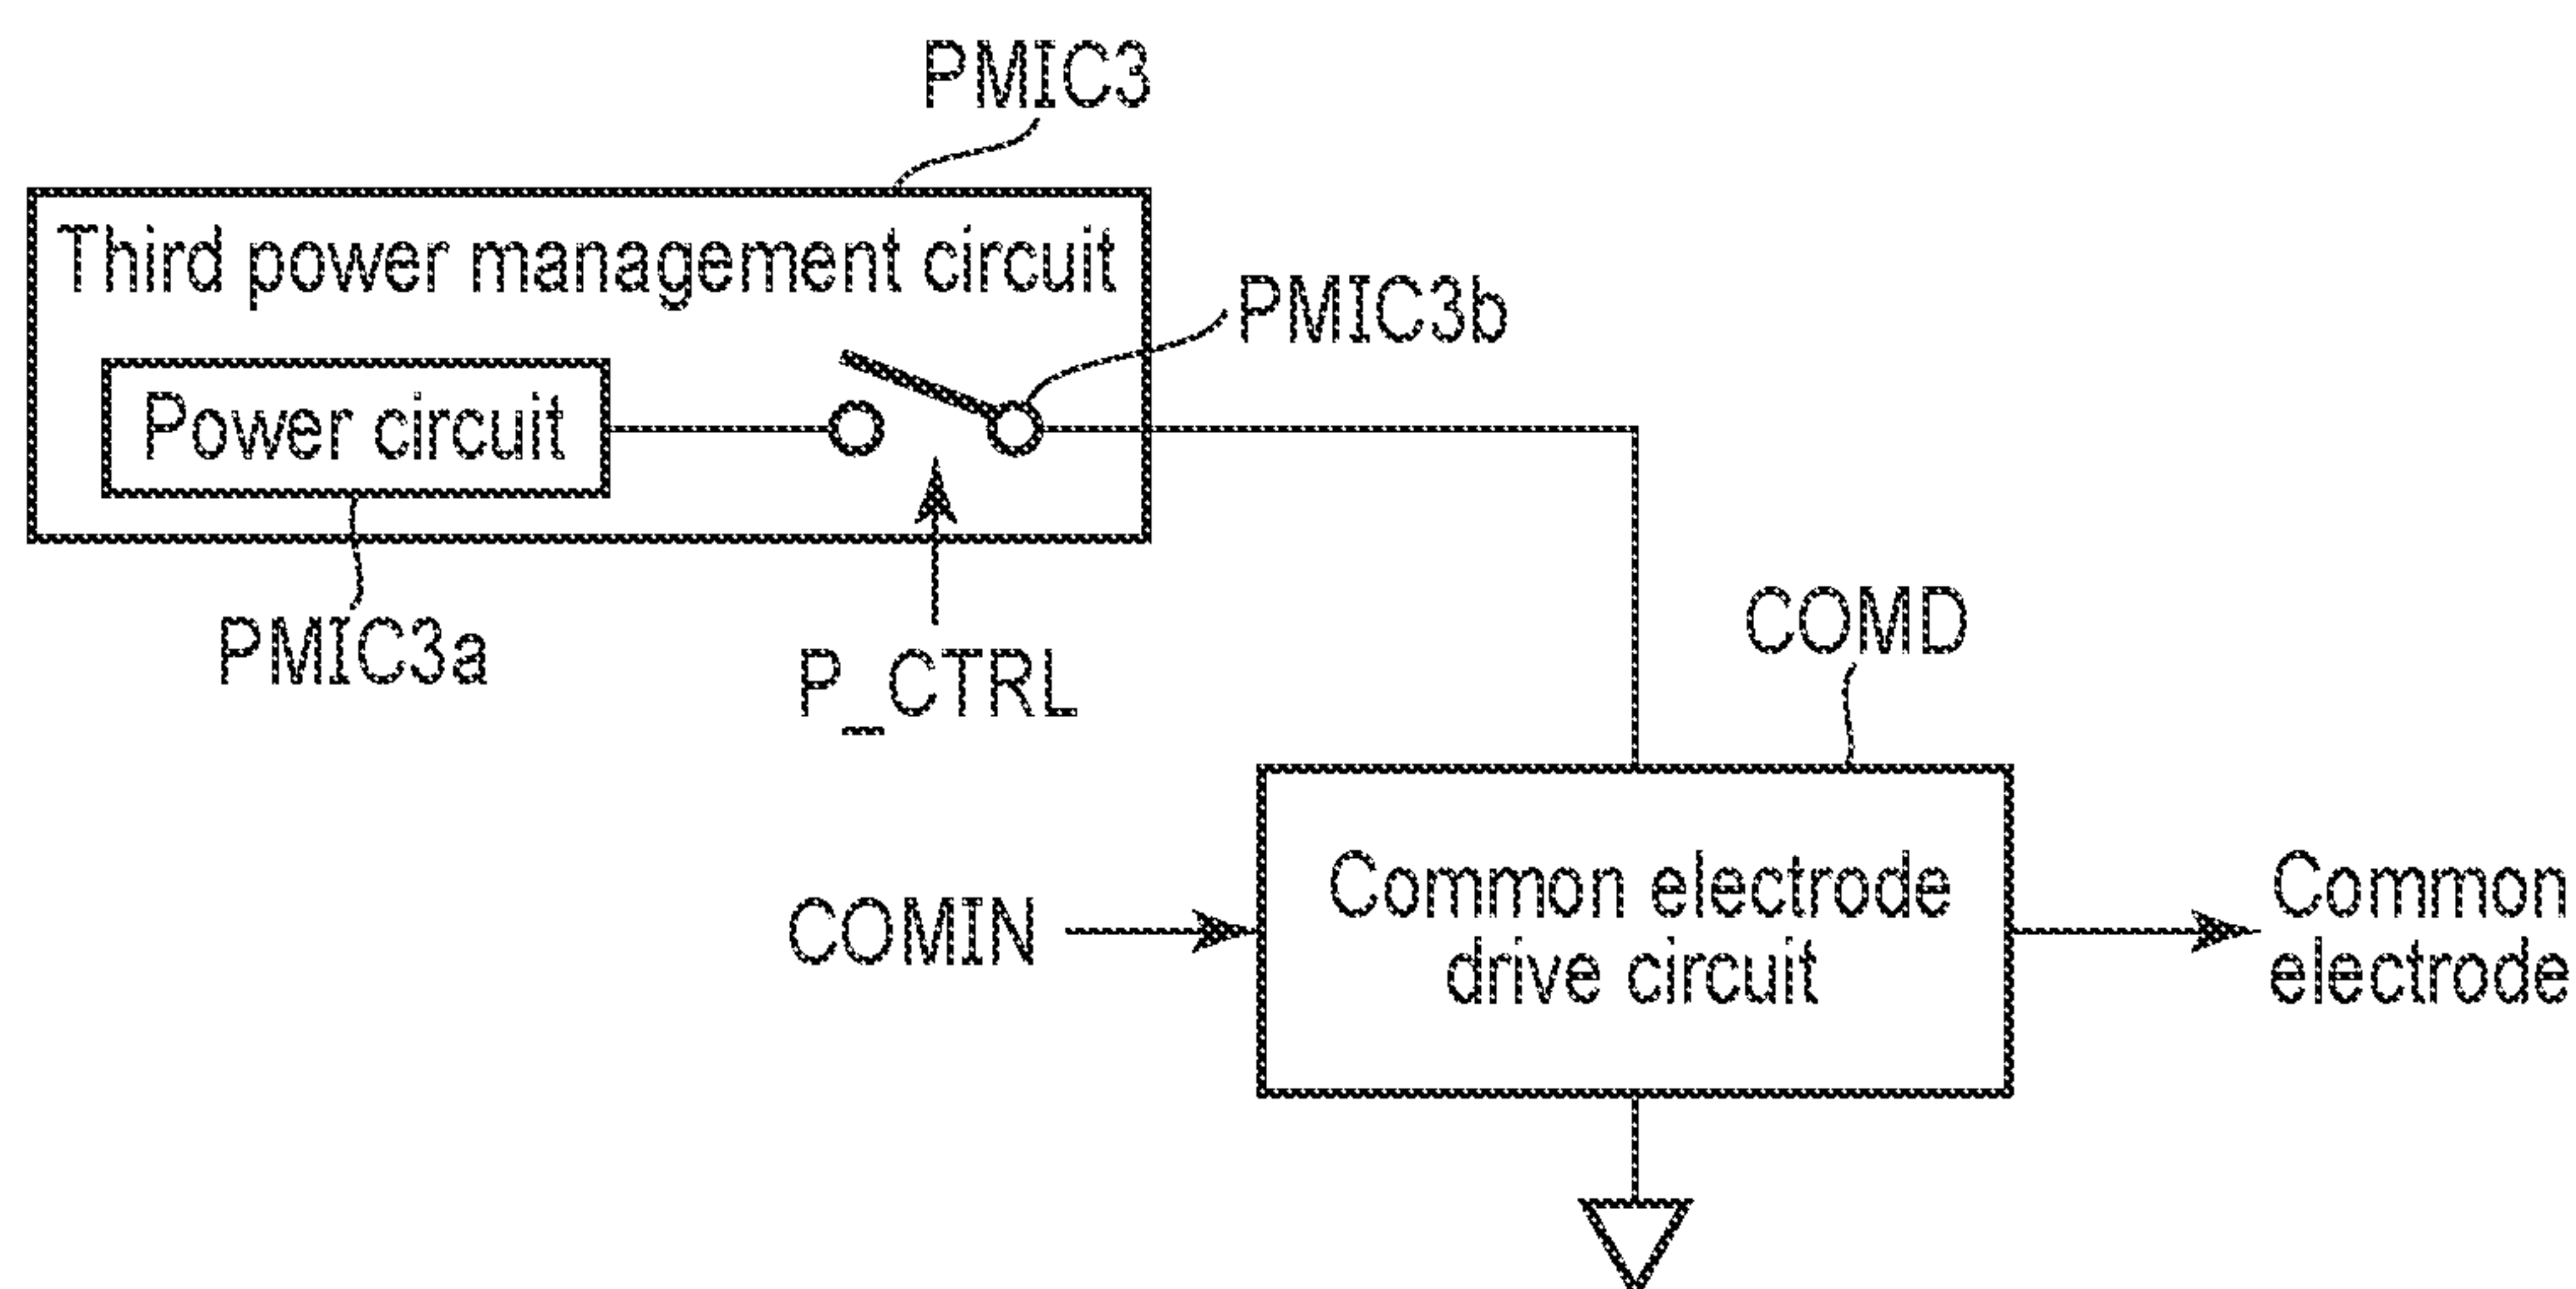 PMIC3
Third power management circuit
PMIC3b
Power circuit
PMIC3a
P_CTRL
COMD
COMIN
Common electrode
drive circuit
Common
electrode